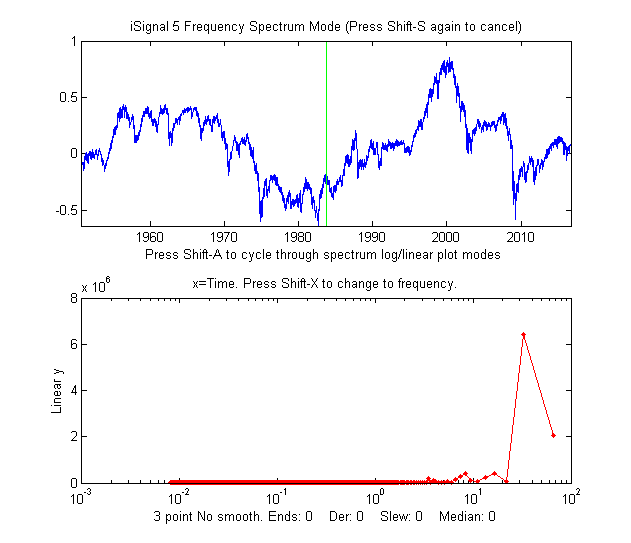 iSignal 5 Frequency Spectrum Mode (Press Shift-S again to cancel)
1
0.5
0
-0.5
1960 1970 1980 1990 2000 2010
Press Shift-A to cycle through spectrum log/linear plot modes
x=Time. Press Shift-X to change to frequency.
x 10^6
8
6
4
2
0
Linear y
10^-3 10^-2 10^-1 10^0 10^1 10^2
3 point No smooth. Ends: 0 Der: 0 Slew: 0 Median: 0